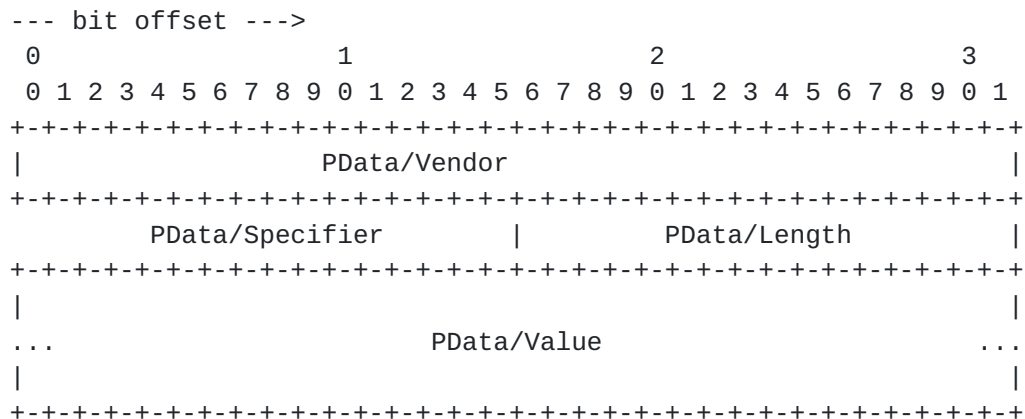 --- bit offset --->
 0                   1                   2                   3
 0 1 2 3 4 5 6 7 8 9 0 1 2 3 4 5 6 7 8 9 0 1 2 3 4 5 6 7 8 9 0 1
+-+-+-+-+-+-+-+-+-+-+-+-+-+-+-+-+-+-+-+-+-+-+-+-+-+-+-+-+-+-+-+-+
|                   PData/Vendor                                |
+-+-+-+-+-+-+-+-+-+-+-+-+-+-+-+-+-+-+-+-+-+-+-+-+-+-+-+-+-+-+-+-+
         PData/Specifier        |         PData/Length          |
+-+-+-+-+-+-+-+-+-+-+-+-+-+-+-+-+-+-+-+-+-+-+-+-+-+-+-+-+-+-+-+-+
|                                                               |
...                        PData/Value                        ...
|                                                               |
+-+-+-+-+-+-+-+-+-+-+-+-+-+-+-+-+-+-+-+-+-+-+-+-+-+-+-+-+-+-+-+-+